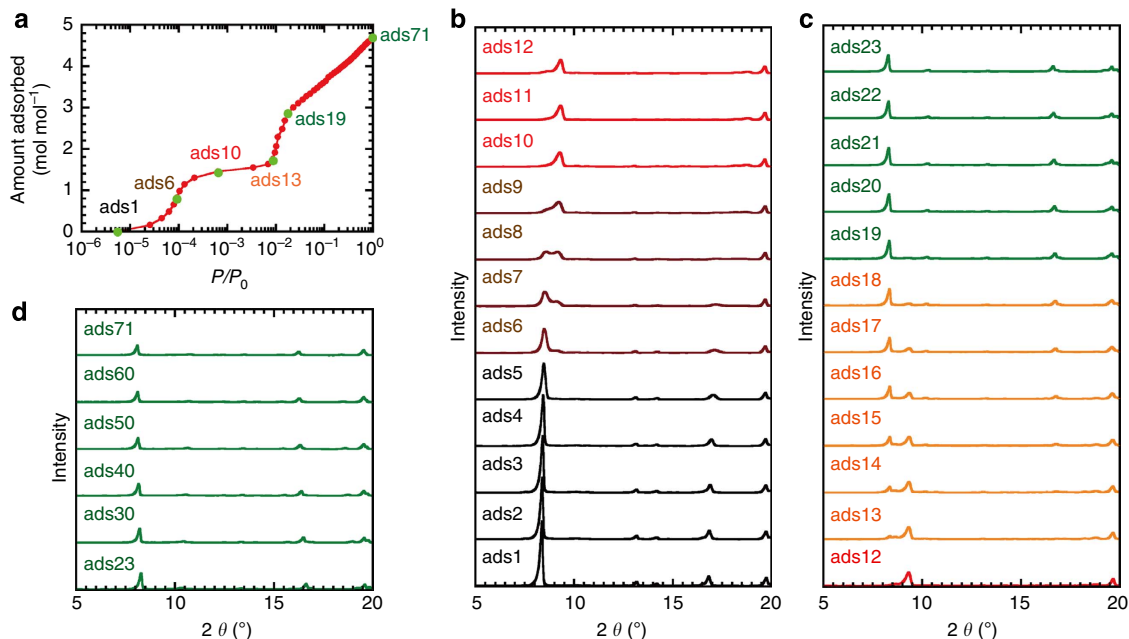 a
Amount adsorbed
(mol mol⁻¹)
5
4
3
2
1
0
ads71
ads19
ads10
ads13
ads6
ads1
10⁻⁶ 10⁻⁵ 10⁻⁴ 10⁻³ 10⁻² 10⁻¹ 10⁰
P/P₀
b
Intensity
ads12
ads11
ads10
ads9
ads8
ads7
ads6
ads5
ads4
ads3
ads2
ads1
5 10 15 20
2 θ (°)
c
Intensity
ads23
ads22
ads21
ads20
ads19
ads18
ads17
ads16
ads15
ads14
ads13
ads12
5 10 15 20
2 θ (°)
d
Intensity
ads71
ads60
ads50
ads40
ads30
ads23
5 10 15 20
2 θ (°)